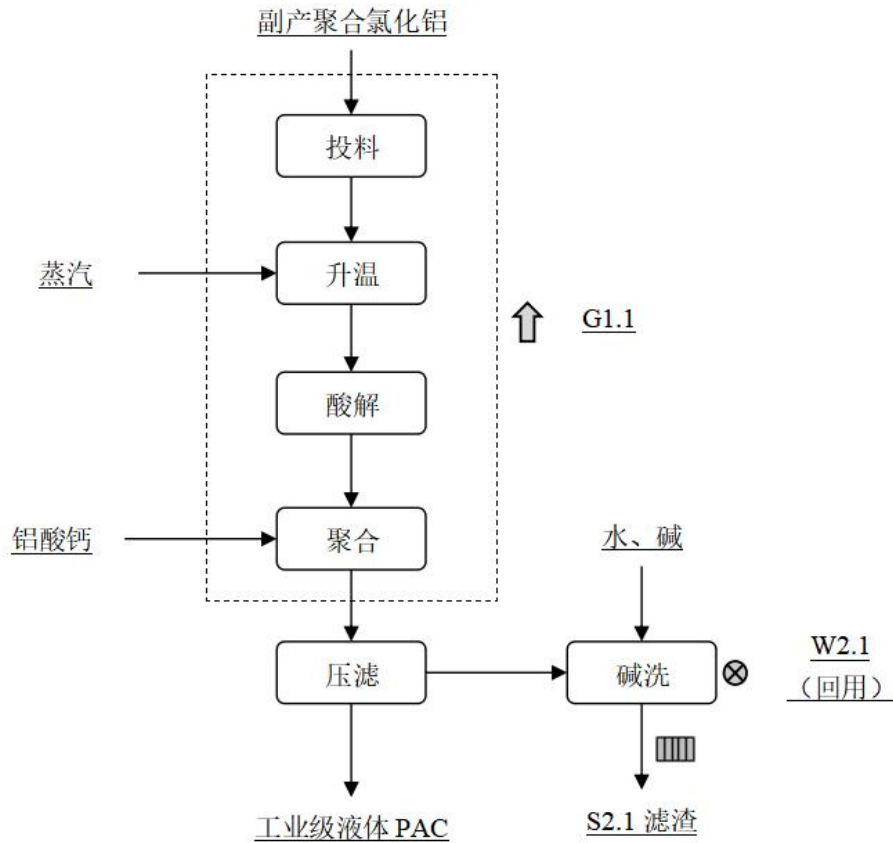 副产聚合氯化铝
投料
蒸汽
升温
G1.1
酸解
铝酸钙
聚合
水、碱
压滤
碱洗
W2.1
（回用）
工业级液体 PAC
S2.1 滤渣